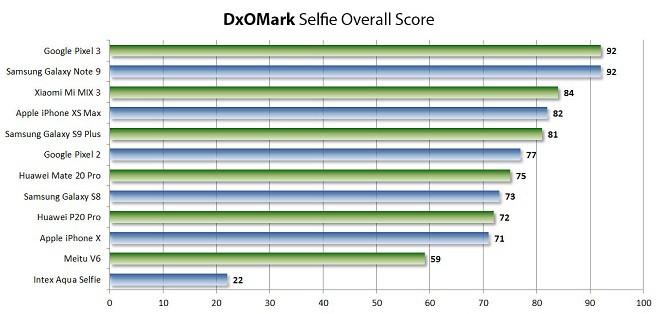 DxOMark Selfie Overall Score
Google Pixel 3 92
Samsung Galaxy Note 9 92
Xiaomi Mi MIX 3 84
Apple iPhone XS Max 82
Samsung Galaxy S9 Plus 81
Google Pixel 2 77
Huawei Mate 20 Pro 75
Samsung Galaxy S8 73
Huawei P20 Pro 72
Apple iPhone X 71
Meitu V6 59
Intex Aqua Selfie 22
0 10 20 30 40 50 60 70 80 90 100